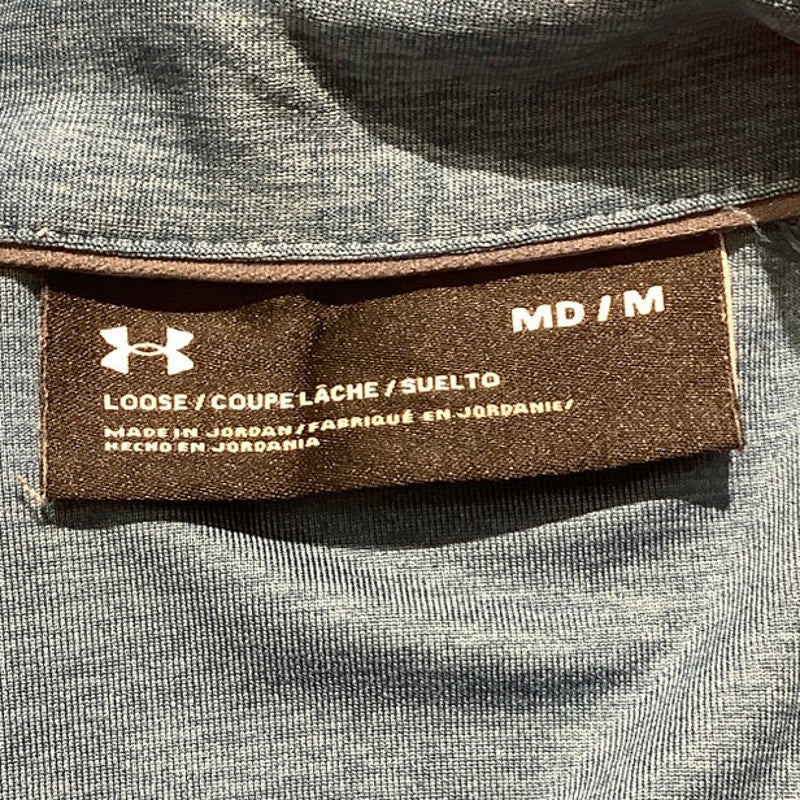 MD / M
LOOSE / COUPE LÂCHE / SUELTO
MADE IN JORDAN / FABRIQUÉ EN JORDANIE /
HECHO EN JORDANIA